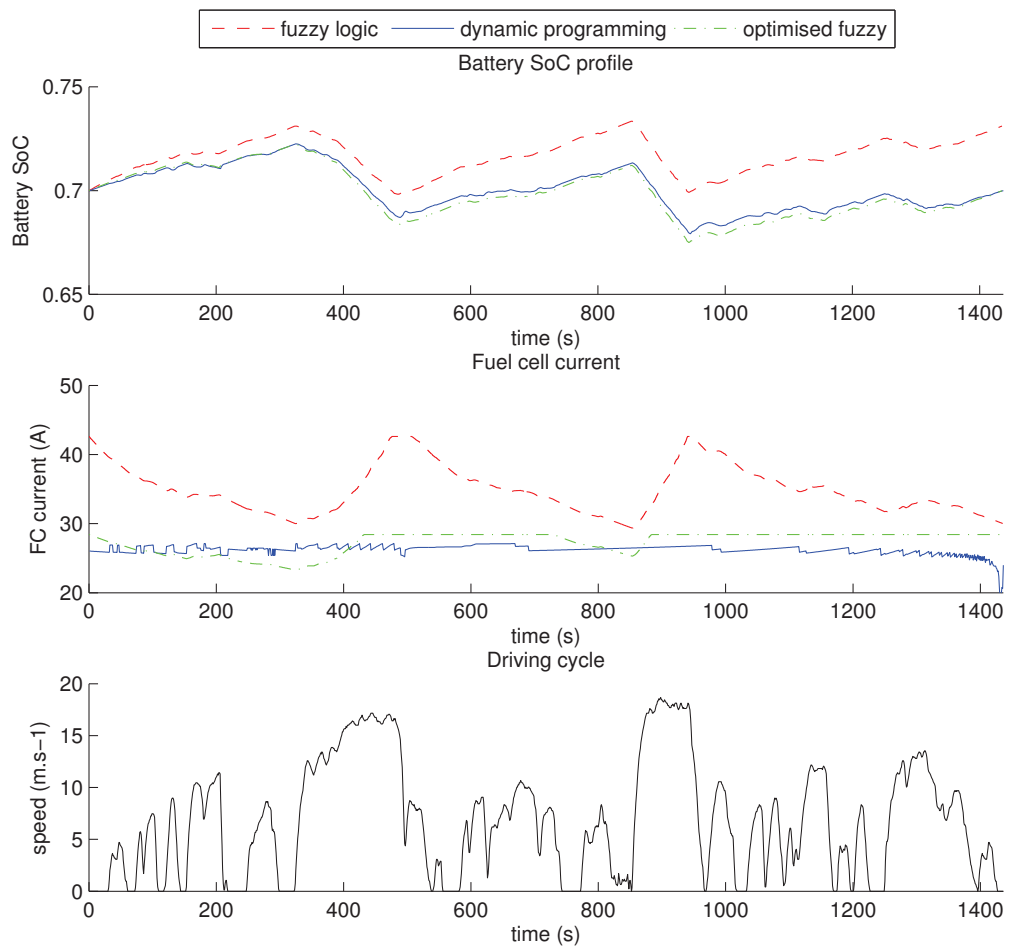 fuzzy logic dynamic programming optimised fuzzy
Battery SoC profile
0.75
0.7
0.65
Battery SoC
0 200 400 600 800 1000 1200 1400
time (s)
Fuel cell current
50
40
30
20
FC current (A)
0 200 400 600 800 1000 1200 1400
time (s)
Driving cycle
20
15
10
5
0
speed (m.s−1)
0 200 400 600 800 1000 1200 1400
time (s)